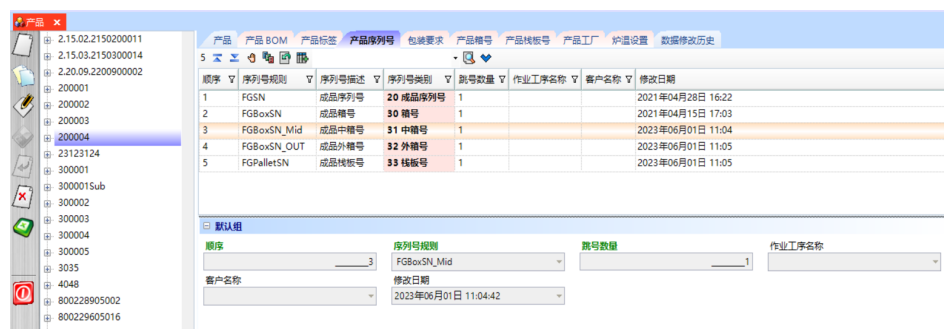 产品
2.15.02.2150200011
2.15.03.2150300014
2.20.09.2200900002
200001
200002
200003
200004
23123124
300001
300001Sub
300002
300003
300004
300005
3035
4048
800228905002
800229605016
产品 产品 BOM 产品标签 产品序列号 包装要求 产品箱号 产品栈板号 产品工厂 炉温设置 数据修改历史
5
顺序 序列号规则 序列号描述 序列号类别 跳号数量 作业工序名称 客户名称 修改日期
1 FGSN 成品序列号 20 成品序列号 1 2021年04月28日 16:22
2 FGBoxSN 成品箱号 30 箱号 1 2021年04月15日 17:03
3 FGBoxSN_Mid 成品中箱号 31 中箱号 1 2023年06月01日 11:04
4 FGBoxSN_OUT 成品外箱号 32 外箱号 1 2023年06月01日 11:05
5 FGPalletSN 成品栈板号 33 栈板号 1 2023年06月01日 11:05
默认组
顺序 序列号规则 跳号数量 作业工序名称
3 FGBoxSN_Mid 1
客户名称 修改日期
2023年06月01日 11:04:42